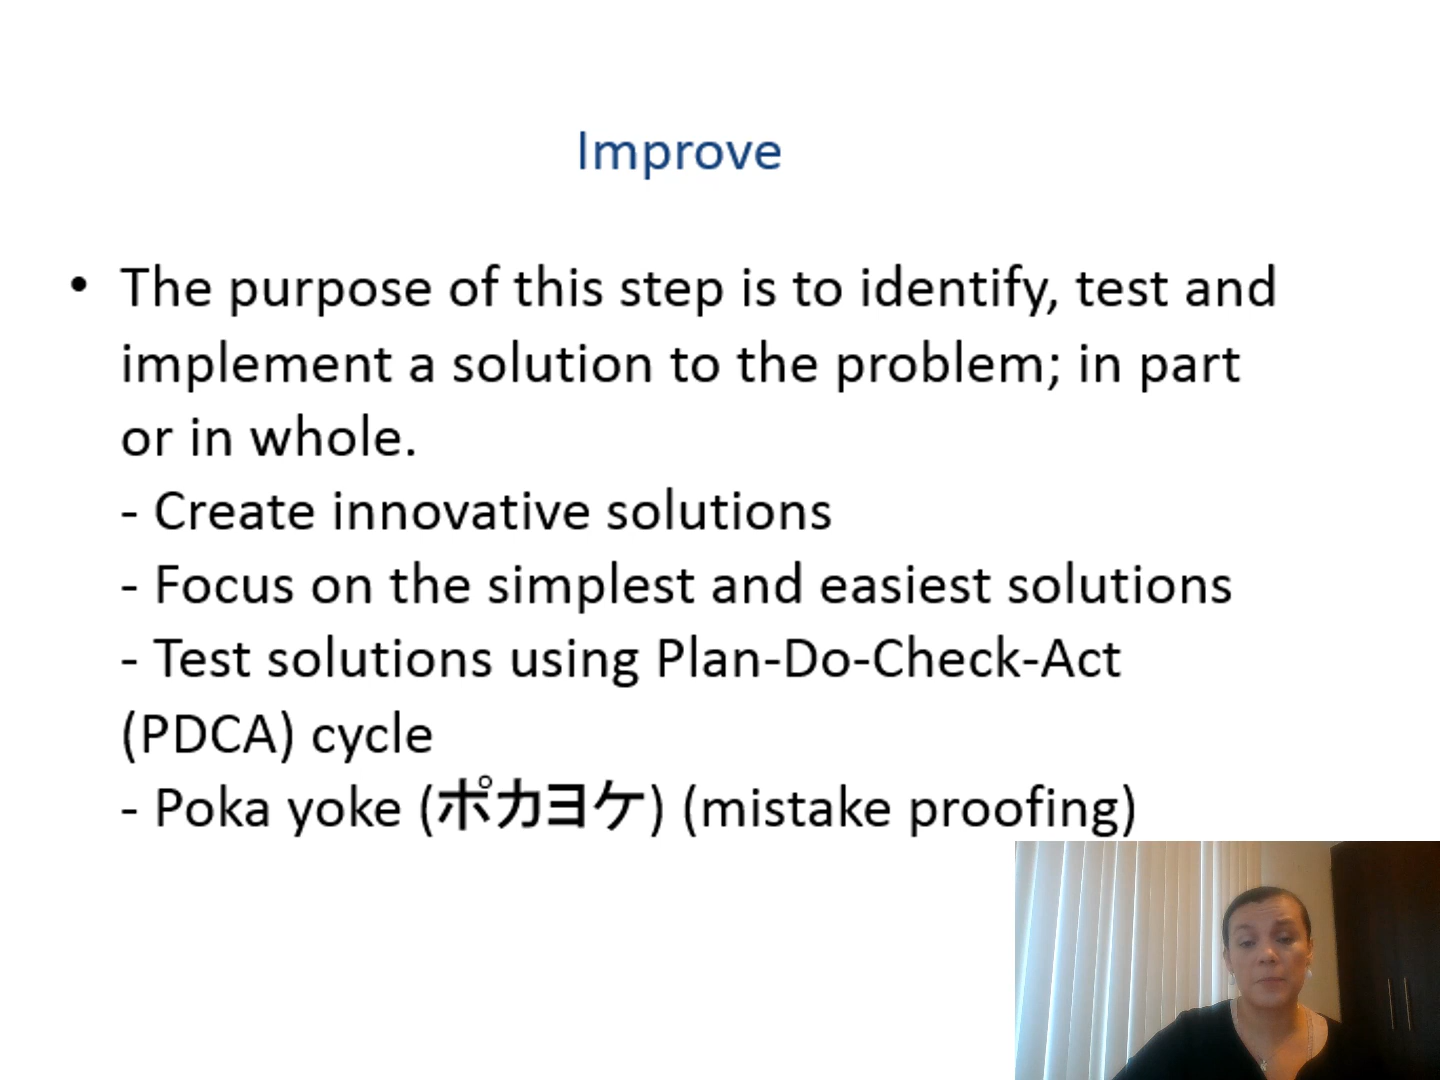 Improve
• The purpose of this step is to identify, test and
implement a solution to the problem; in part
or in whole.
- Create innovative solutions
- Focus on the simplest and easiest solutions
- Test solutions using Plan-Do-Check-Act
(PDCA) cycle
- Poka yoke (ポカヨケ) (mistake proofing)